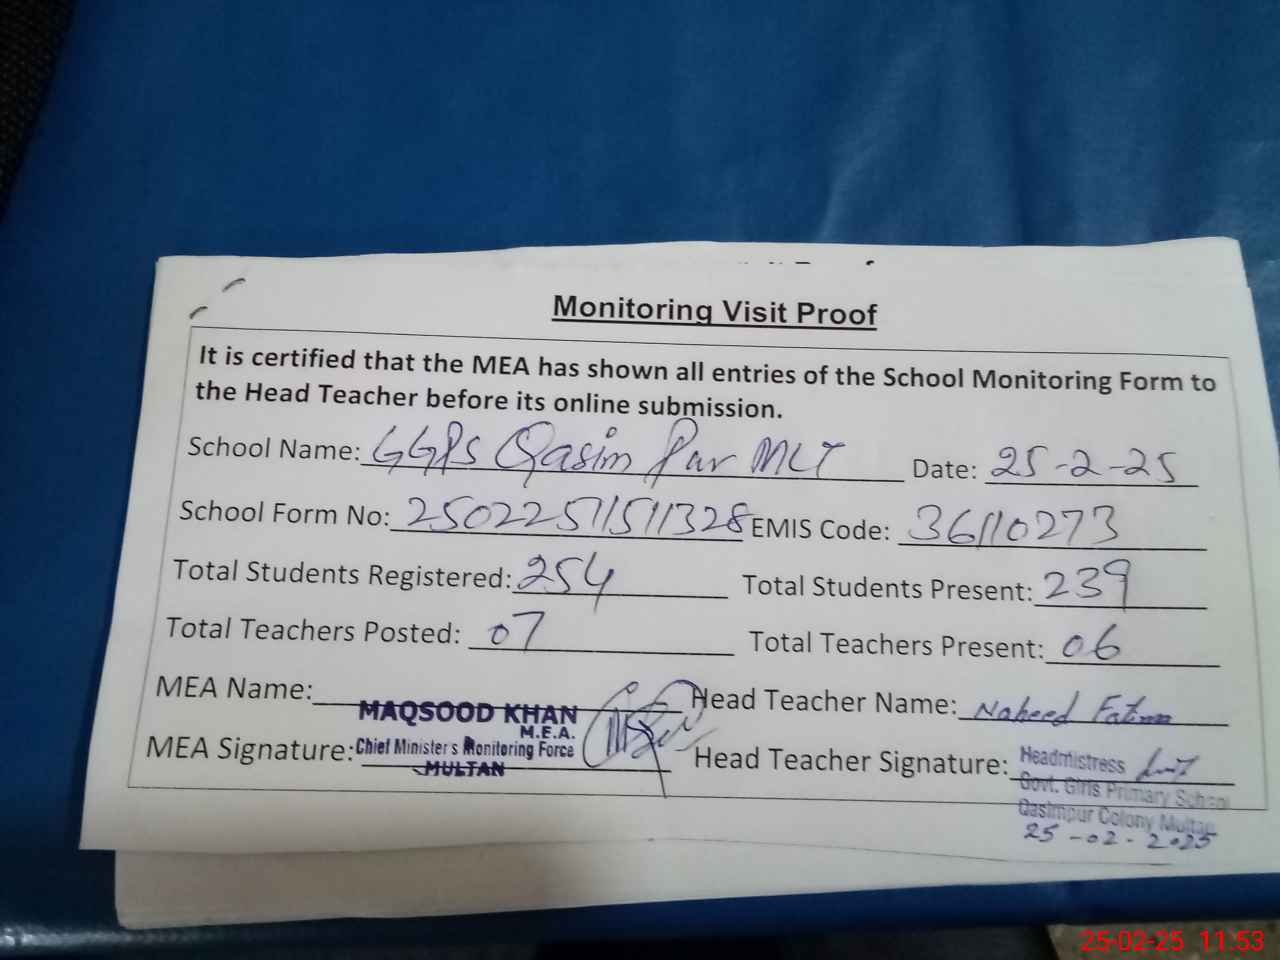 Monitoring Visit Proof
It is certified that the MEA has shown all entries of the School Monitoring Form to
the Head Teacher before its online submission.
School Name: GGPS Qasim Pur MLT Date: 25-2-25
School Form No: 2502251511328 EMIS Code: 36110273
Total Students Registered: 254 Total Students Present: 239
Total Teachers Posted: 07 Total Teachers Present: 06
MEA Name: Head Teacher Name: Naheed Fatima
MAQSOOD KHAN
M.E.A.
MEA Signature: Chief Minister s Monitoring Force Head Teacher Signature: Headmistress
MULTAN
Govt. Girls Primary School
Qasimpur Colony Multan
25-02-2025
25-02-25 11:53